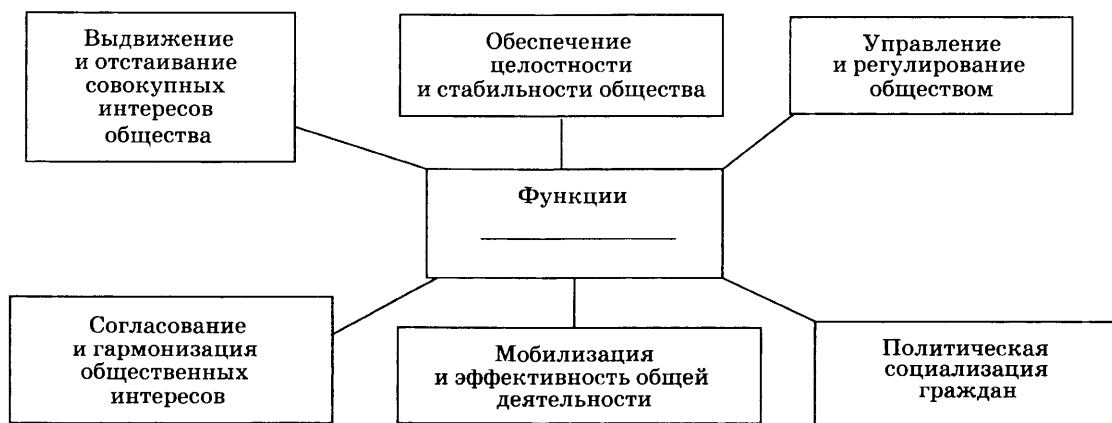 Выдвижение
и отстаивание
совокупных
интересов
общества
Обеспечение
целостности
и стабильности общества
Управление
и регулирование
обществом
Функции
Согласование
и гармонизация
общественных
интересов
Мобилизация
и эффективность общей
деятельности
Политическая
социализация
граждан